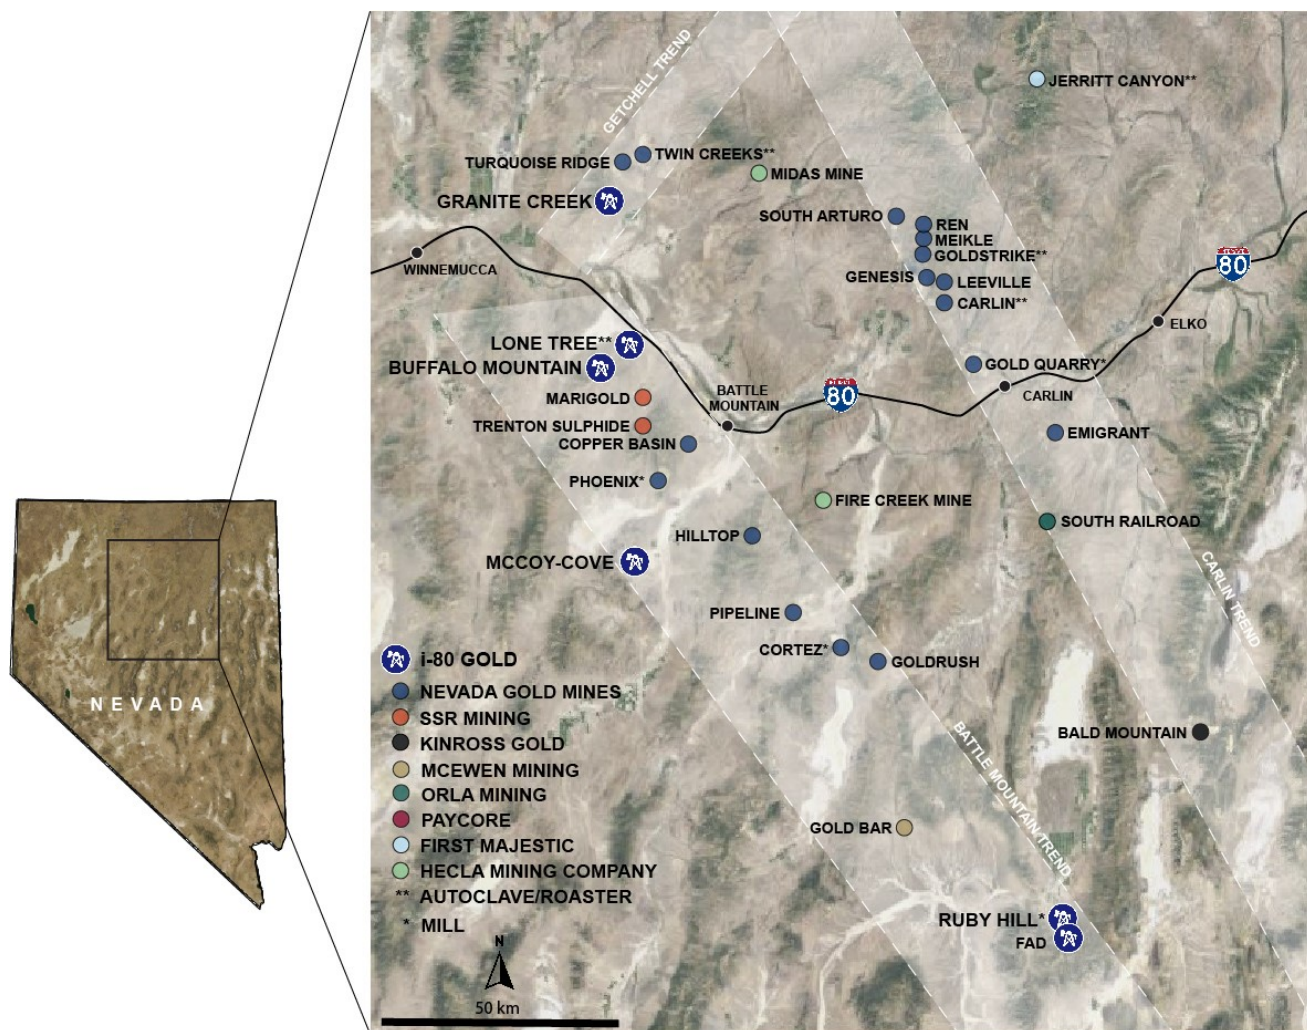 GETCHELL TREND
JERRITT CANYON**
TURQUOISE RIDGE
TWIN CREEKS**
MIDAS MINE
GRANITE CREEK
SOUTH ARTURO
REN
MEIKLE
GOLDSTRIKE**
WINNEMUCCA
80
GENESIS
LEEVILLE
CARLIN**
ELKO
LONE TREE**
BUFFALO MOUNTAIN
GOLD QUARRY*
80
BATTLE
MOUNTAIN
CARLIN
MARIGOLD
TRENTON SULPHIDE
COPPER BASIN
EMIGRANT
PHOENIX*
FIRE CREEK MINE
SOUTH RAILROAD
HILLTOP
MCCOY-COVE
CARLIN TREND
PIPELINE
CORTEZ*
GOLDRUSH
NEVADA
BATTLE MOUNTAIN TREND
BALD MOUNTAIN
GOLD BAR
RUBY HILL*
FAD
i-80 GOLD
NEVADA GOLD MINES
SSR MINING
KINROSS GOLD
MCEWEN MINING
ORLA MINING
PAYCORE
FIRST MAJESTIC
HECLA MINING COMPANY
** AUTOCLAVE/ROASTER
* MILL
N
50 km